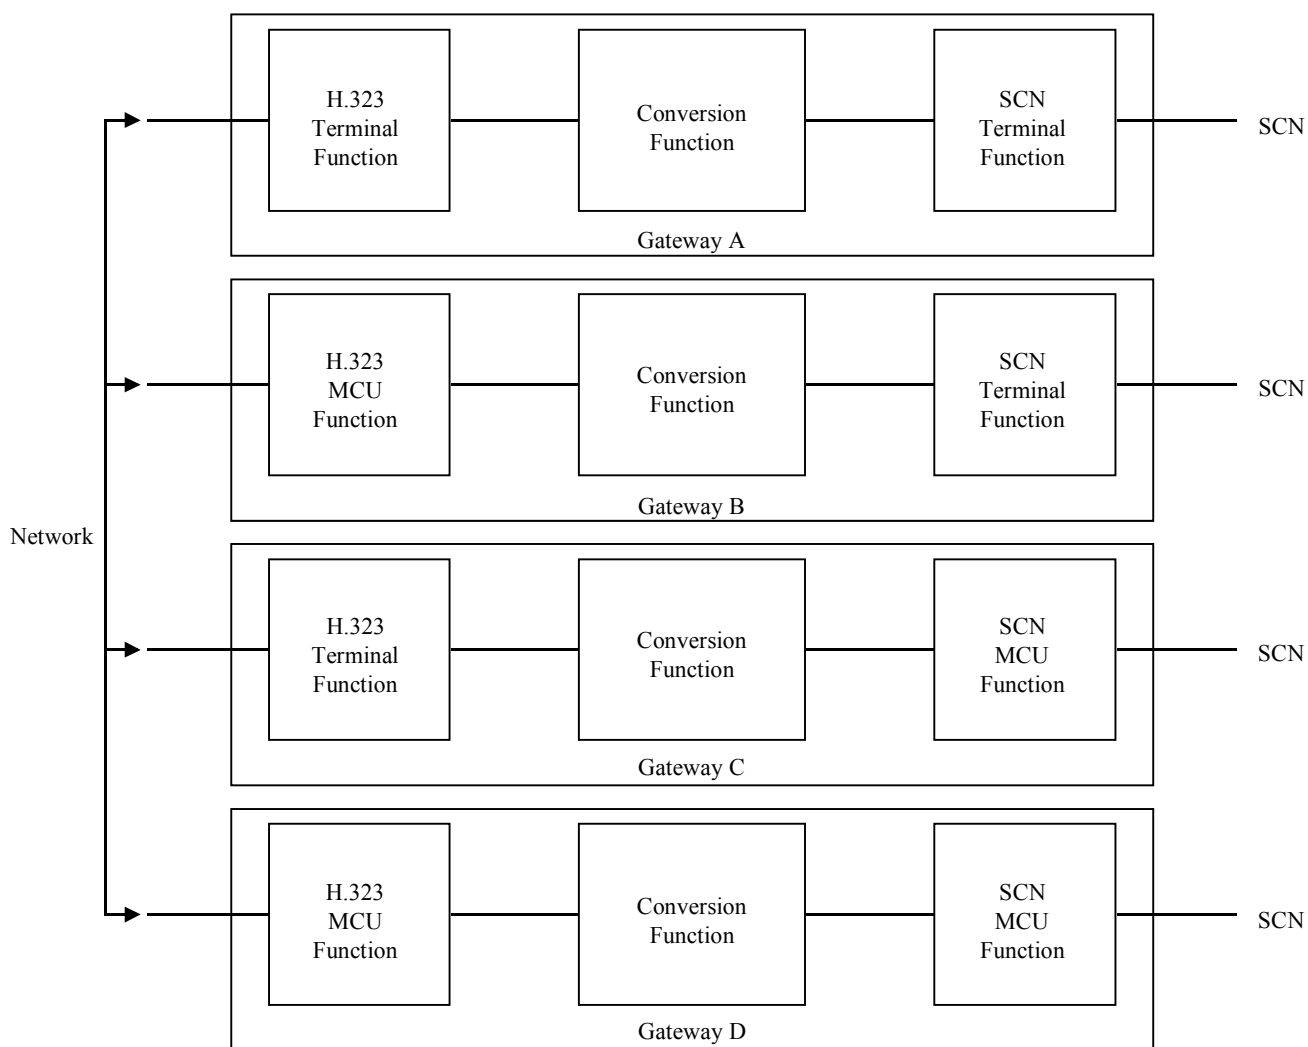 H.323
Terminal
Function
Conversion
Function
SCN
Terminal
Function
SCN
Gateway A
H.323
MCU
Function
Conversion
Function
SCN
Terminal
Function
SCN
Gateway B
Network
H.323
Terminal
Function
Conversion
Function
SCN
MCU
Function
SCN
Gateway C
H.323
MCU
Function
Conversion
Function
SCN
MCU
Function
SCN
Gateway D